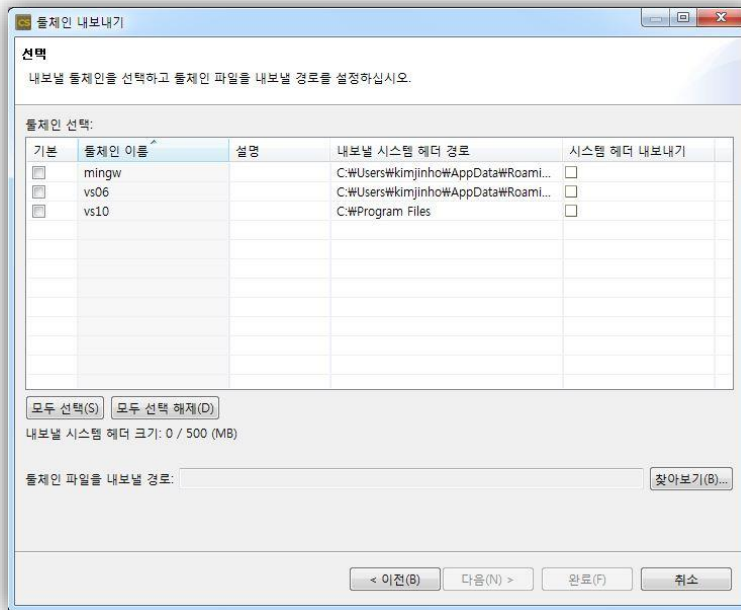 툴체인 내보내기
선택
내보낼 툴체인을 선택하고 툴체인 파일을 내보낼 경로를 설정하십시오.
툴체인 선택:
기본 툴체인 이름 설명 내보낼 시스템 헤더 경로 시스템 헤더 내보내기
mingw C:₩Users₩kimjinho₩AppData₩Roami...
vs06 C:₩Users₩kimjinho₩AppData₩Roami...
vs10 C:₩Program Files
모두 선택(S) 모두 선택 해제(D)
내보낼 시스템 헤더 크기: 0 / 500 (MB)
툴체인 파일을 내보낼 경로: 찾아보기(B)...
< 이전(B) 다음(N) > 완료(F) 취소